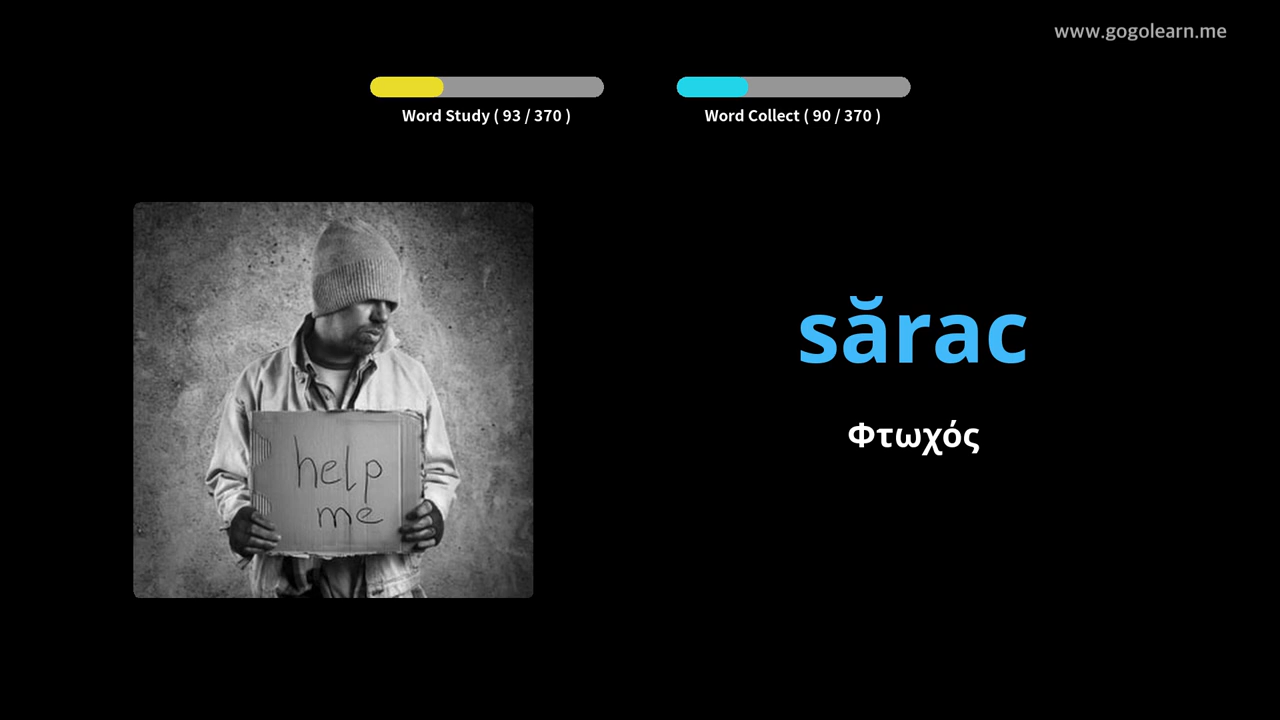 www.gogolearn.me
Word Study ( 93 / 370 )
Word Collect ( 90 / 370 )
help
me
sărac
Φτωχός